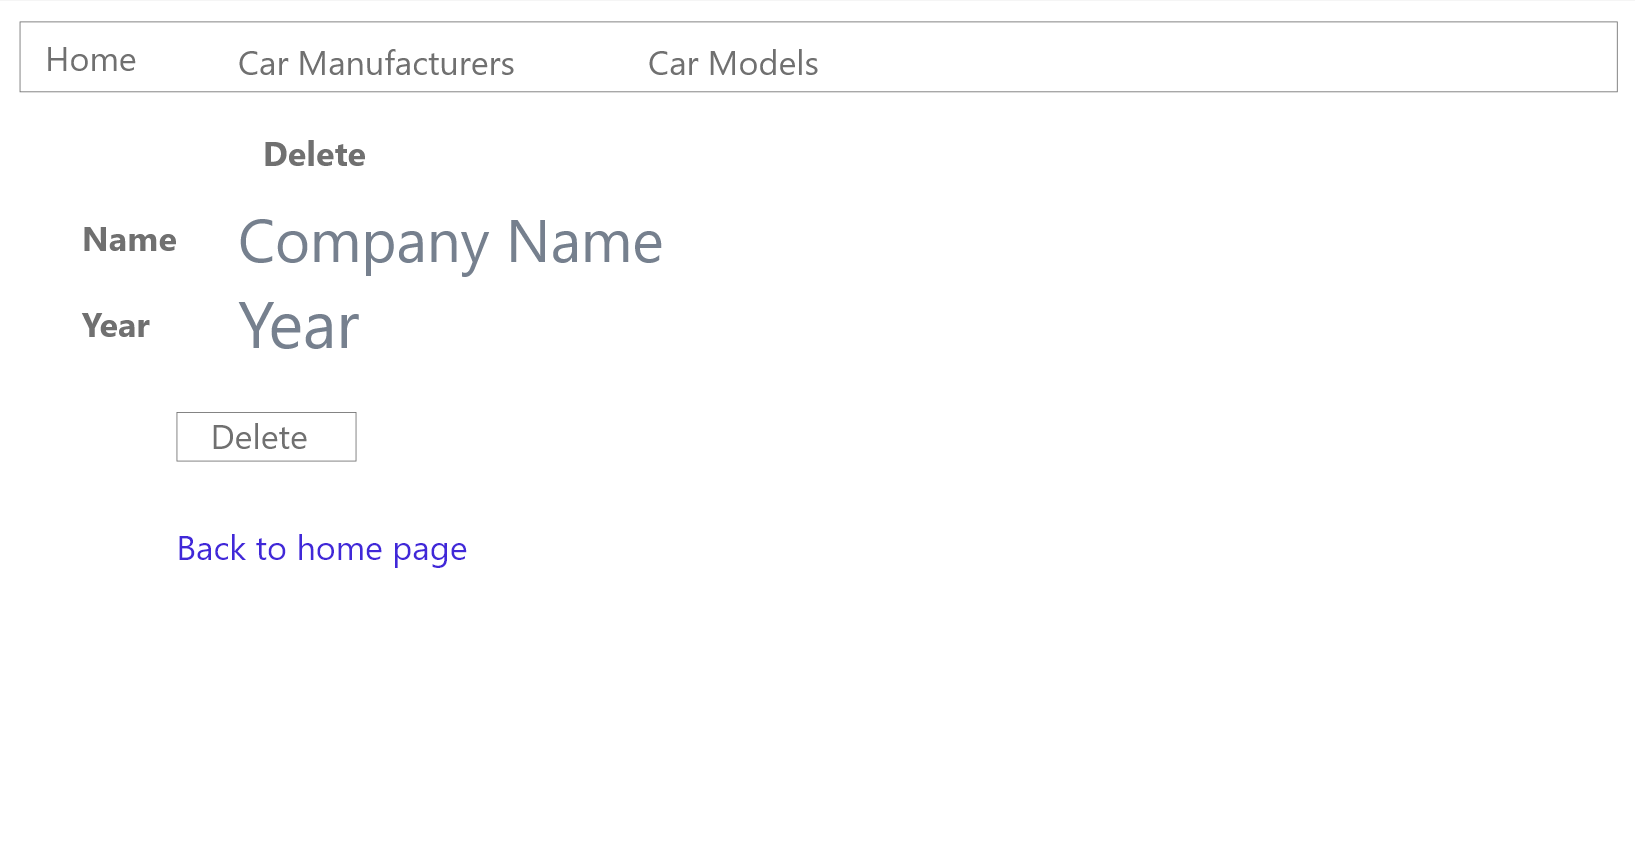 Home Car Manufacturers Car Models
Delete
Name Company Name
Year Year
Delete
Back to home page